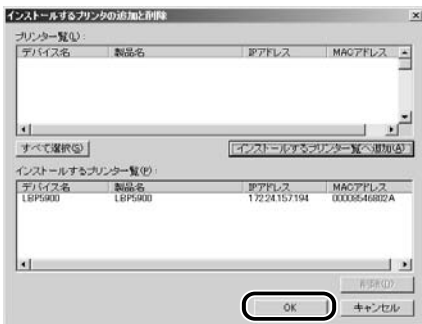 インストールするプリンタの追加と削除
プリンター覧(L):
デバイス名 製品名 IPアドレス MACアドレス
すべて選択(S) インストールするプリンター覧へ追加(A)
インストールするプリンター覧(P):
デバイス名 製品名 IPアドレス MACアドレス
LBP5900 LBP5900 172.24.157.194 00008546802A
削除(D)
OK キャンセル